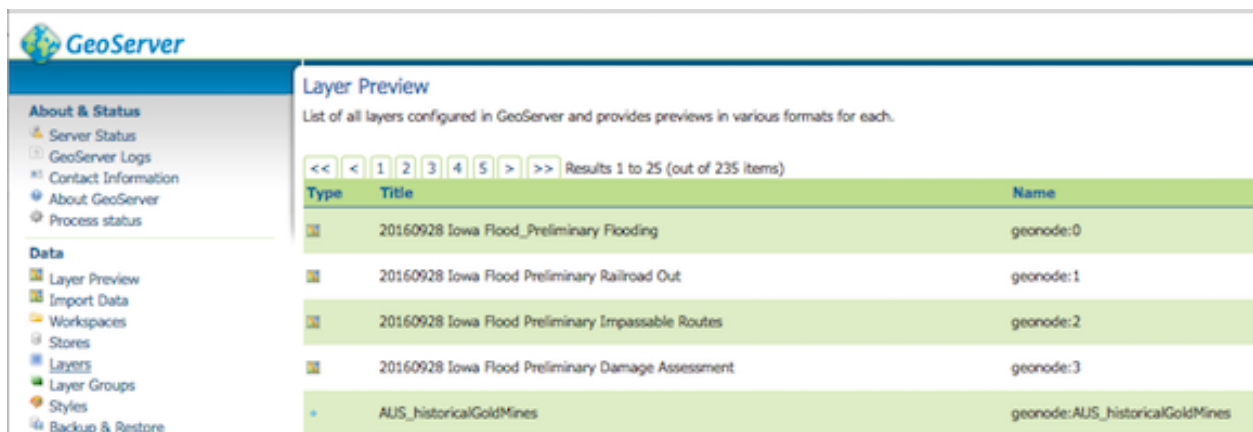 GeoServer
About & Status
Server Status
GeoServer Logs
Contact Information
About GeoServer
Process status
Data
Layer Preview
Import Data
Workspaces
Stores
Layers
Layer Groups
Styles
Backup & Restore
Layer Preview
List of all layers configured in GeoServer and provides previews in various formats for each.
<< < 1 2 3 4 5 > >> Results 1 to 25 (out of 235 items)
Type Title Name
20160928 Iowa Flood_Preliminary Flooding geonode:0
20160928 Iowa Flood Preliminary Railroad Out geonode:1
20160928 Iowa Flood Preliminary Impassable Routes geonode:2
20160928 Iowa Flood Preliminary Damage Assessment geonode:3
AUS_historicalGoldMines geonode:AUS_historicalGoldMines